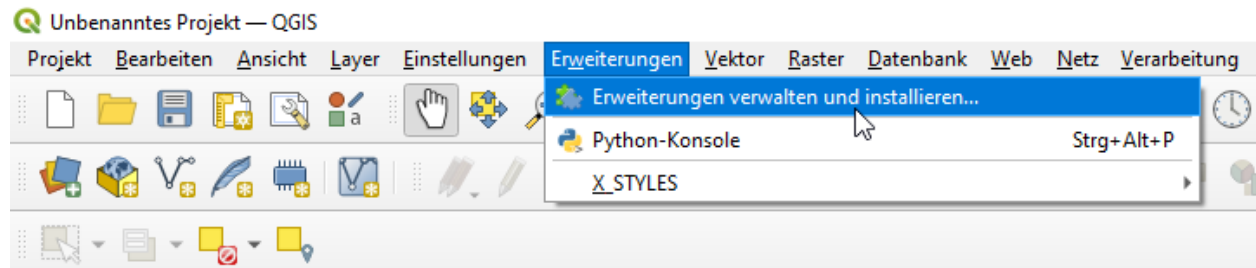 Unbenanntes Projekt — QGIS
Projekt Bearbeiten Ansicht Layer Einstellungen Erweiterungen Vektor Raster Datenbank Web Netz Verarbeitung
Erweiterungen verwalten und installieren...
a
Python-Konsole Strg+Alt+P
X_STYLES